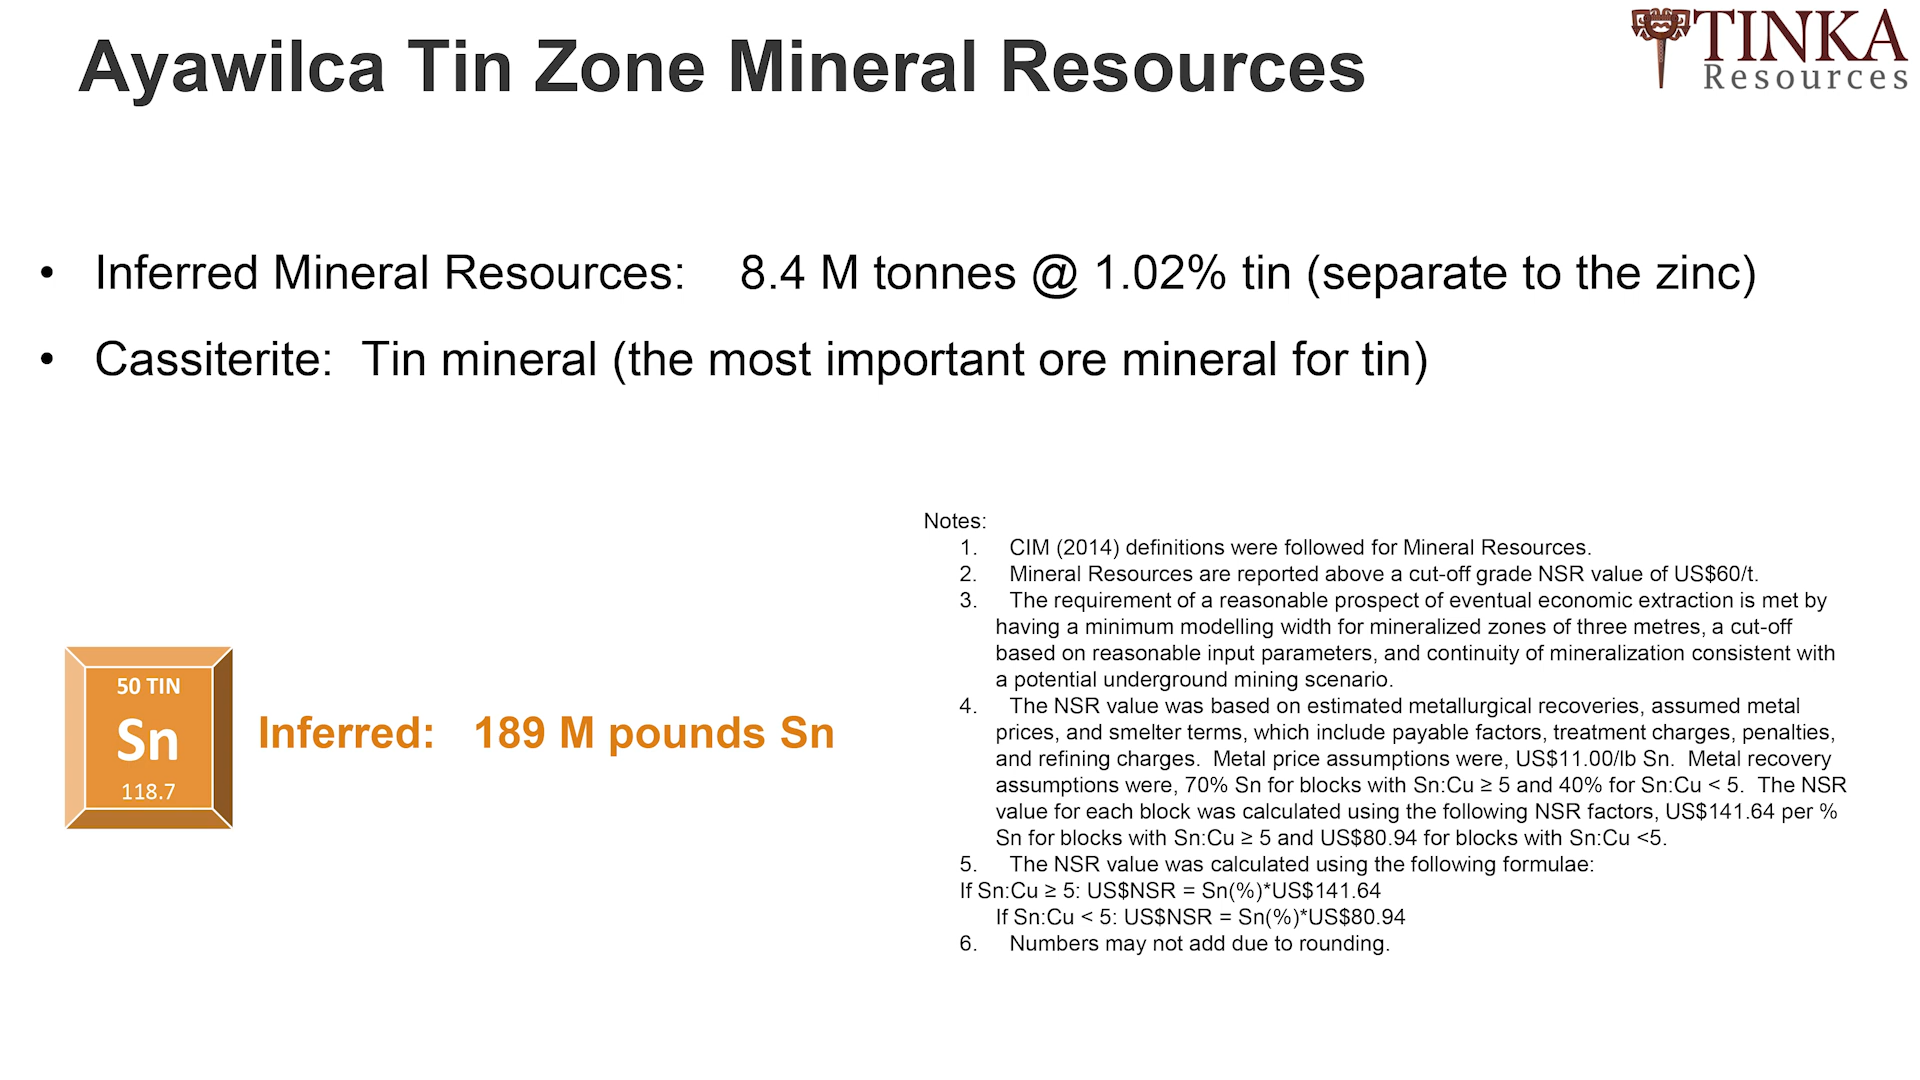 Ayawilca Tin Zone Mineral Resources
TINKA
Resources
• Inferred Mineral Resources: 8.4 M tonnes @ 1.02% tin (separate to the zinc)
• Cassiterite: Tin mineral (the most important ore mineral for tin)
50 TIN
Sn
118.7
Inferred: 189 M pounds Sn
Notes:
1. CIM (2014) definitions were followed for Mineral Resources.
2. Mineral Resources are reported above a cut-off grade NSR value of US$60/t.
3. The requirement of a reasonable prospect of eventual economic extraction is met by
having a minimum modelling width for mineralized zones of three metres, a cut-off
based on reasonable input parameters, and continuity of mineralization consistent with
a potential underground mining scenario.
4. The NSR value was based on estimated metallurgical recoveries, assumed metal
prices, and smelter terms, which include payable factors, treatment charges, penalties,
and refining charges. Metal price assumptions were, US$11.00/lb Sn. Metal recovery
assumptions were, 70% Sn for blocks with Sn:Cu ≥ 5 and 40% for Sn:Cu < 5. The NSR
value for each block was calculated using the following NSR factors, US$141.64 per %
Sn for blocks with Sn:Cu ≥ 5 and US$80.94 for blocks with Sn:Cu <5.
5. The NSR value was calculated using the following formulae:
If Sn:Cu ≥ 5: US$NSR = Sn(%)*US$141.64
If Sn:Cu < 5: US$NSR = Sn(%)*US$80.94
6. Numbers may not add due to rounding.